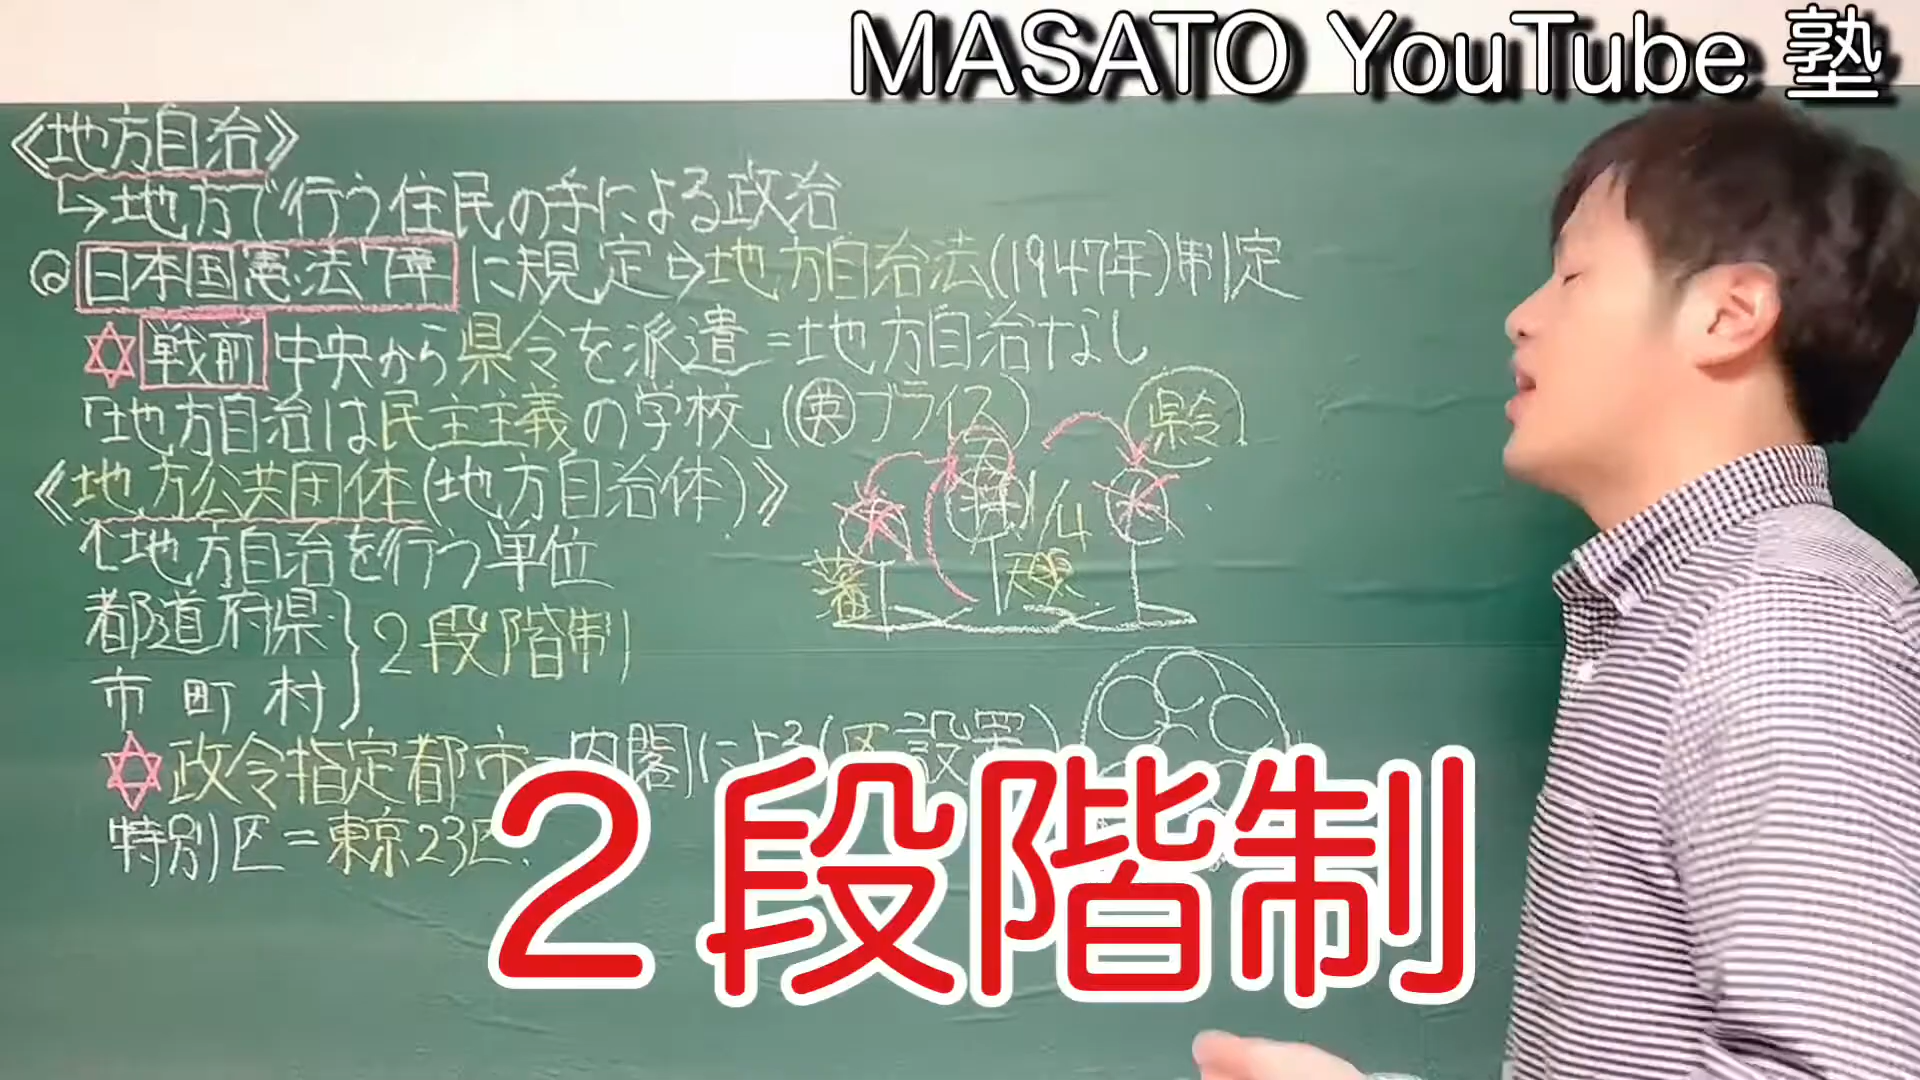 MASATO YouTube 塾
《地方自治》
↳地方で行う住民の手による政治
◎日本国憲法7章に規定↳地方自治法(1947年)制定
✡戦前 中央から県令を派遣=地方自治なし
「地方自治は民主主義の学校」(英ブライス)
県令
《地方公共団体(地方自治体)》
1/4
藩
↑地方自治を行う単位
都道府県
市町村
2段階制
✡政令指定都市=内閣による(区設置)
特別区=東京23区.
2段階制